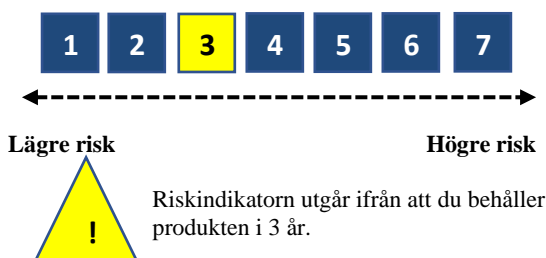 1 2 3 4 5 6 7
Lägre risk Högre risk
! Riskindikatorn utgår ifrån att du behåller
produkten i 3 år.